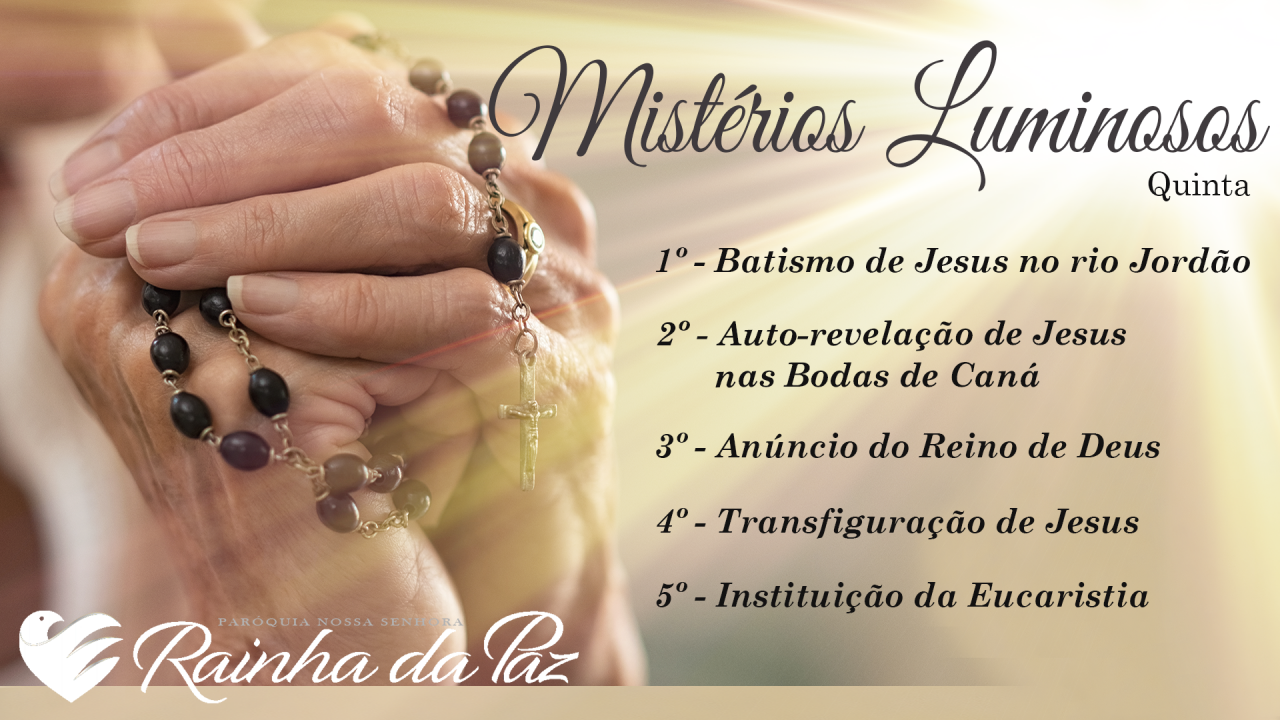 Mistérios Luminosos
Quinta
1º - Batismo de Jesus no rio Jordão
2º - Auto-revelação de Jesus
nas Bodas de Caná
3º - Anúncio do Reino de Deus
4º - Transfiguração de Jesus
5º - Instituição da Eucaristia
PARÓQUIA NOSSA SENHORA
Rainha da Paz